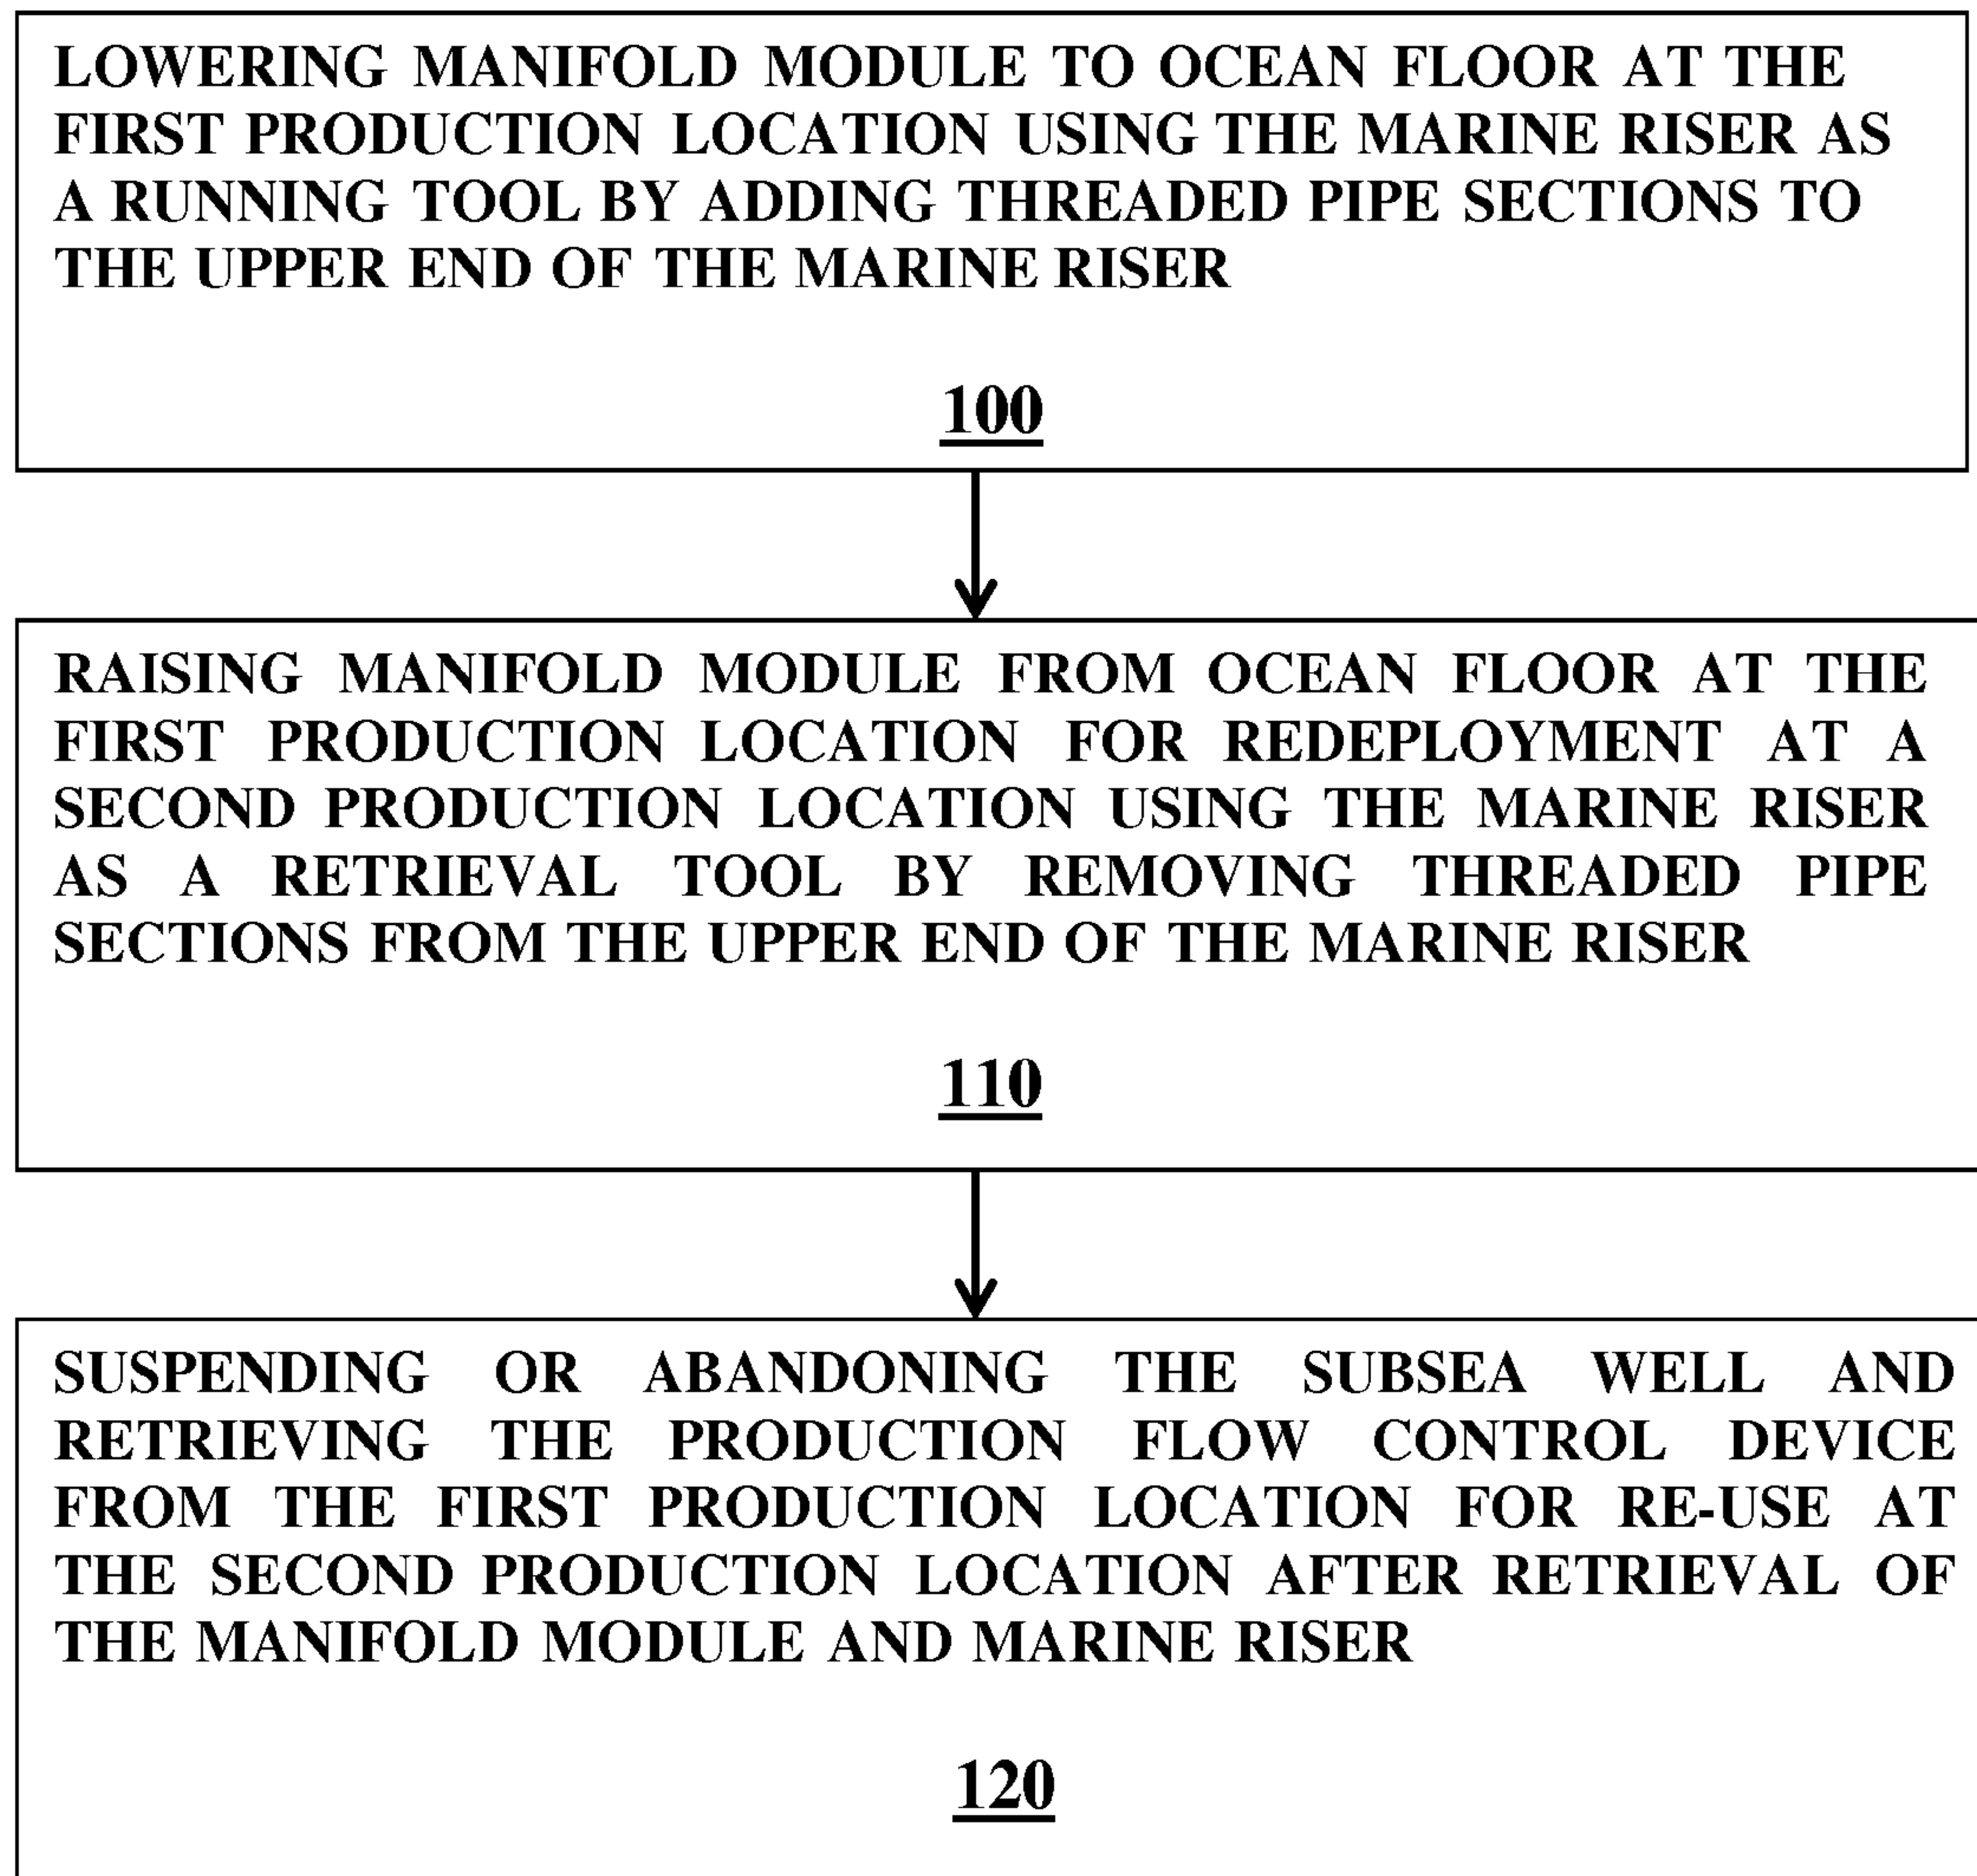 LOWERING MANIFOLD MODULE TO OCEAN FLOOR AT THE
FIRST PRODUCTION LOCATION USING THE MARINE RISER AS
A RUNNING TOOL BY ADDING THREADED PIPE SECTIONS TO
THE UPPER END OF THE MARINE RISER
100
RAISING MANIFOLD MODULE FROM OCEAN FLOOR AT THE
FIRST PRODUCTION LOCATION FOR REDEPLOYMENT AT A
SECOND PRODUCTION LOCATION USING THE MARINE RISER
AS A RETRIEVAL TOOL BY REMOVING THREADED PIPE
SECTIONS FROM THE UPPER END OF THE MARINE RISER
110
SUSPENDING OR ABANDONING THE SUBSEA WELL AND
RETRIEVING THE PRODUCTION FLOW CONTROL DEVICE
FROM THE FIRST PRODUCTION LOCATION FOR RE-USE AT
THE SECOND PRODUCTION LOCATION AFTER RETRIEVAL OF
THE MANIFOLD MODULE AND MARINE RISER
120